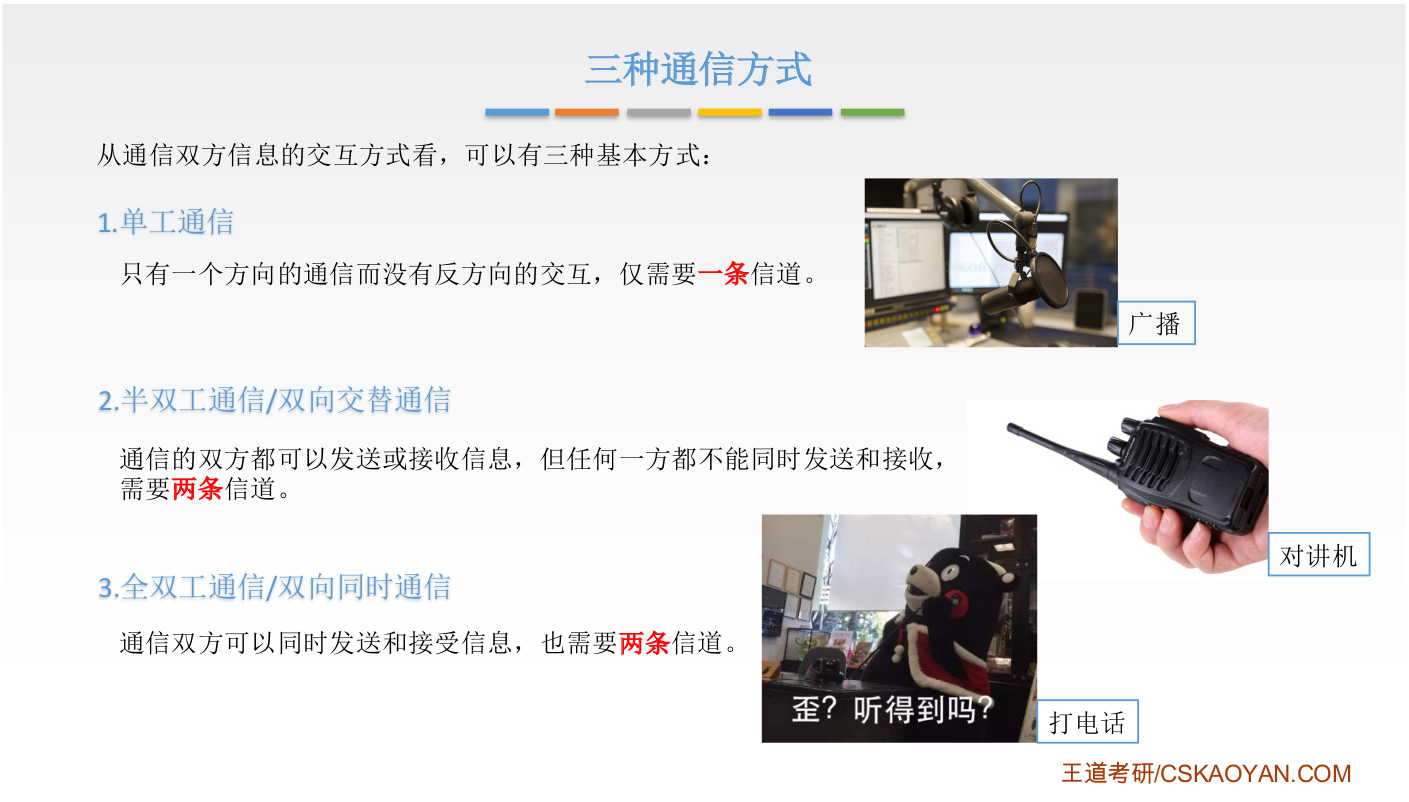 三种通信方式
从通信双方信息的交互方式看，可以有三种基本方式：
1.单工通信
只有一个方向的通信而没有反方向的交互，仅需要一条信道。
广播
2.半双工通信/双向交替通信
通信的双方都可以发送或接收信息，但任何一方都不能同时发送和接收，
需要两条信道。
对讲机
3.全双工通信/双向同时通信
通信双方可以同时发送和接受信息，也需要两条信道。
歪？听得到吗？
打电话
王道考研/CSKAOYAN.COM